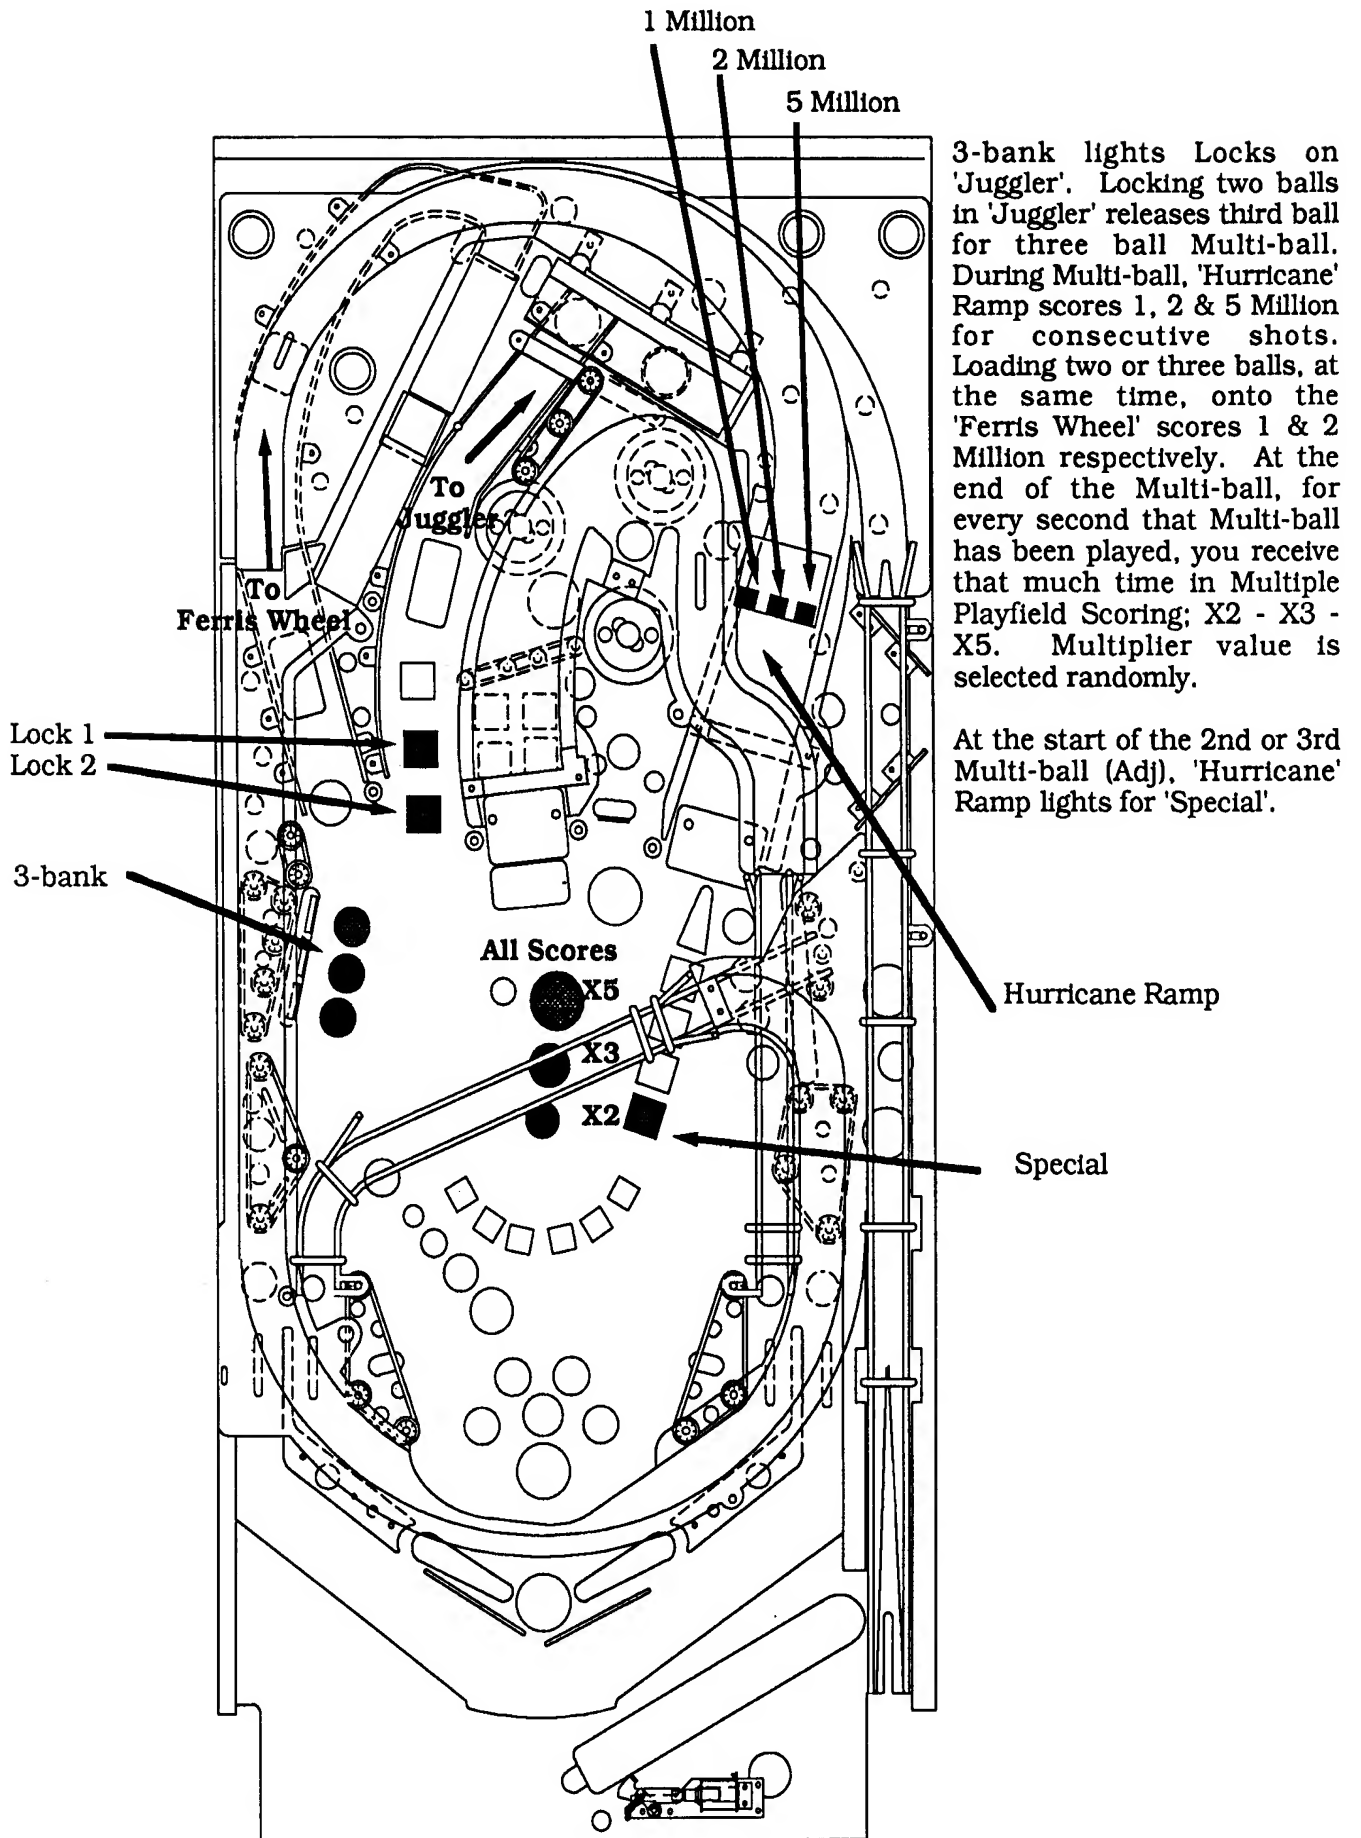 1 Million
2 Million
5 Million
3-bank lights Locks on
'Juggler'. Locking two balls
in 'Juggler' releases third ball
for three ball Multi-ball.
During Multi-ball, 'Hurricane'
Ramp scores 1, 2 & 5 Million
for consecutive shots.
Loading two or three balls, at
the same time, onto the
'Ferris Wheel' scores 1 & 2
Million respectively. At the
end of the Multi-ball, for
every second that Multi-ball
has been played, you receive
that much time in Multiple
Playfield Scoring; X2 - X3 -
X5. Multiplier value is
selected randomly.
At the start of the 2nd or 3rd
Multi-ball (Adj), 'Hurricane'
Ramp lights for 'Special'.
To
Juggler
To
Ferris Wheel
Lock 1
Lock 2
3-bank
All Scores
X5
X3
X2
Hurricane Ramp
Special